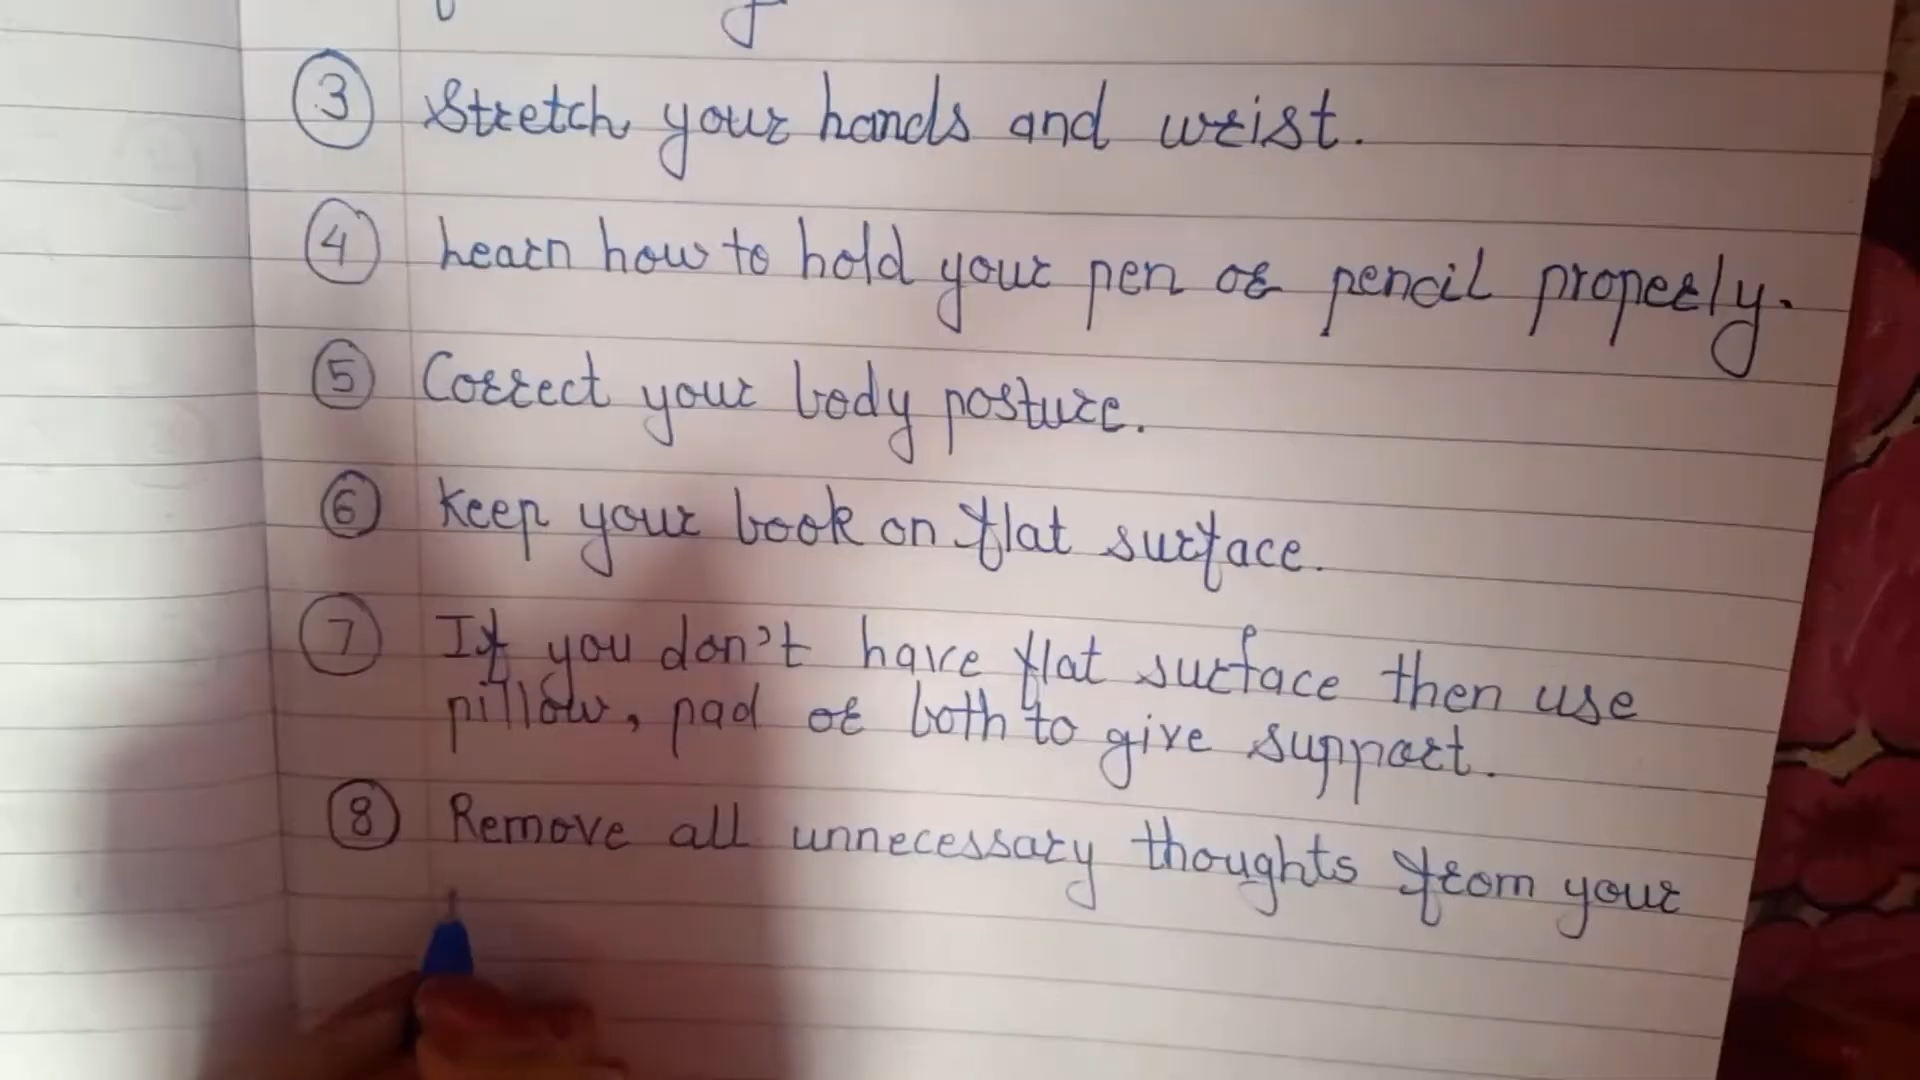 ③ Stretch your hands and wrist.
④ Learn how to hold your pen or pencil properly.
⑤ Correct your body posture.
⑥ Keep your book on flat surface.
⑦ If you don't have flat surface then use
pillow, pad or both to give support.
⑧ Remove all unnecessary thoughts from your